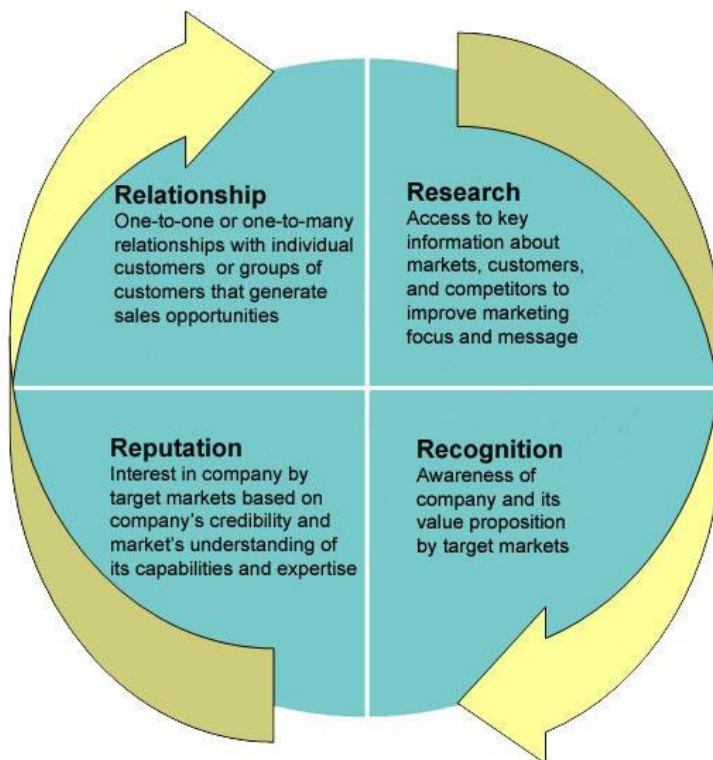 Relationship
One-to-one or one-to-many
relationships with individual
customers or groups of
customers that generate
sales opportunities
Research
Access to key
information about
markets, customers,
and competitors to
improve marketing
focus and message
Reputation
Interest in company by
target markets based on
company's credibility and
market's understanding of
its capabilities and expertise
Recognition
Awareness of
company and its
value proposition
by target markets